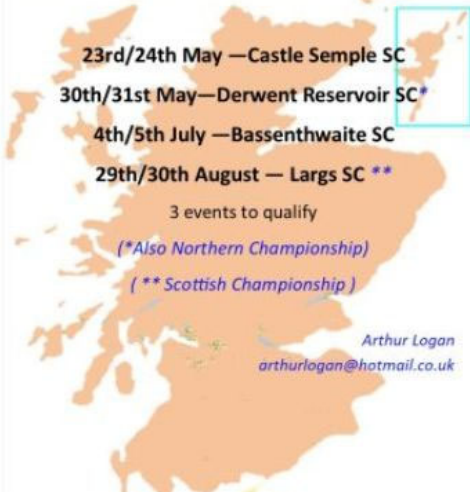 23rd/24th May —Castle Semple SC
30th/31st May—Derwent Reservoir SC*
4th/5th July —Bassenthwaite SC
29th/30th August — Largs SC **
3 events to qualify
(*Also Northern Championship)
( ** Scottish Championship )
Arthur Logan
arthurlogan@hotmail.co.uk